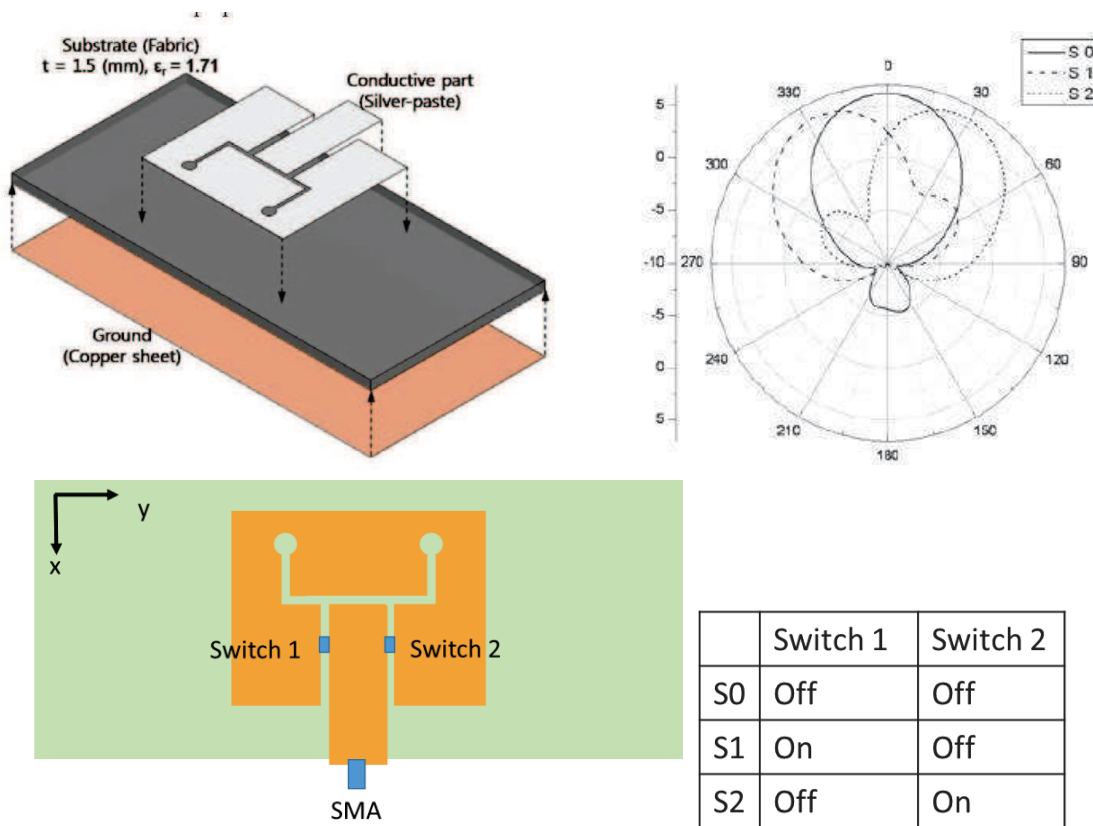 Substrate (Fabric)
t = 1.5 (mm), εr = 1.71
Conductive part
(Silver-paste)
Ground
(Copper sheet)
S 0
S 1
S 2
0
330
30
300
60
270
90
240
120
210
150
180
5
0
-5
-10
-5
0
5
y
x
Switch 1
Switch 2
SMA
Switch 1 Switch 2
S0 Off Off
S1 On Off
S2 Off On